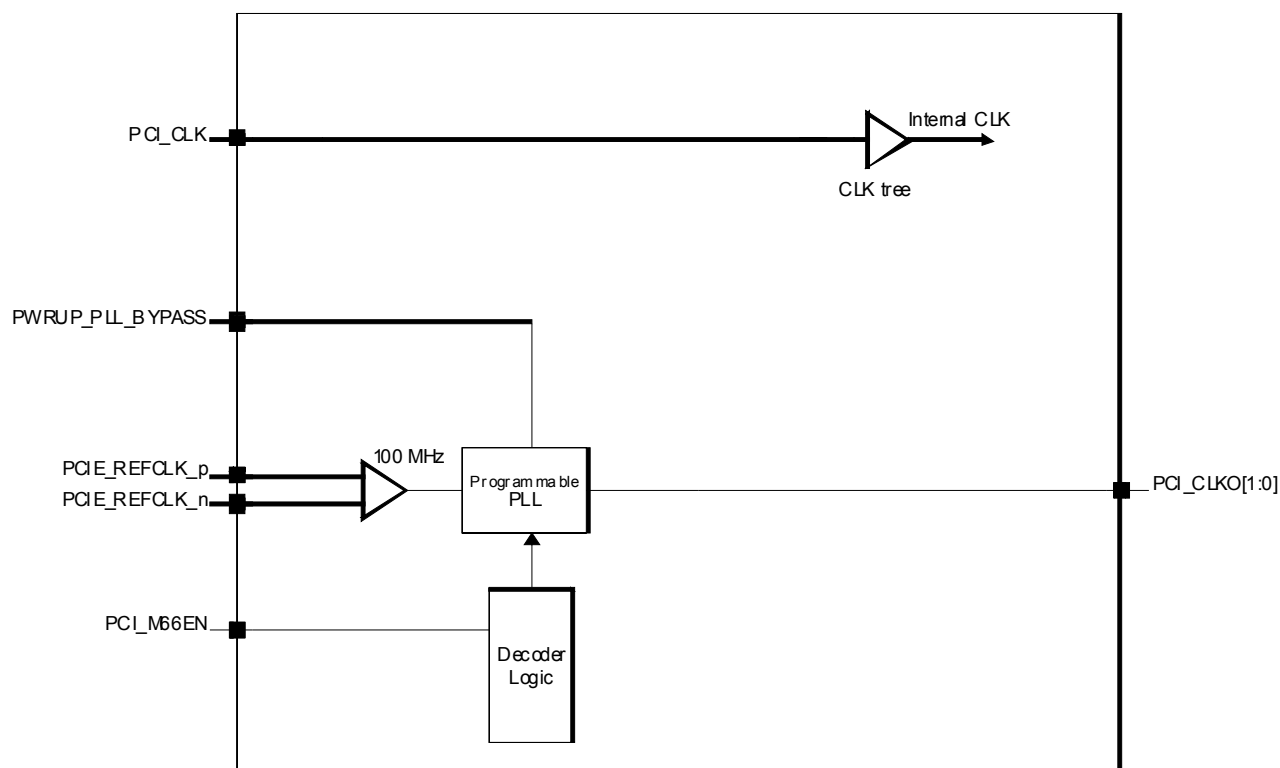 PCI_CLK
Internal CLK
CLK tree
PWRUP_PLL_BYPASS
100 MHz
PCIE_REFCLK_p
PCIE_REFCLK_n
Programmable
PLL
PCI_CLKO[1:0]
PCI_M66EN
Decoder
Logic